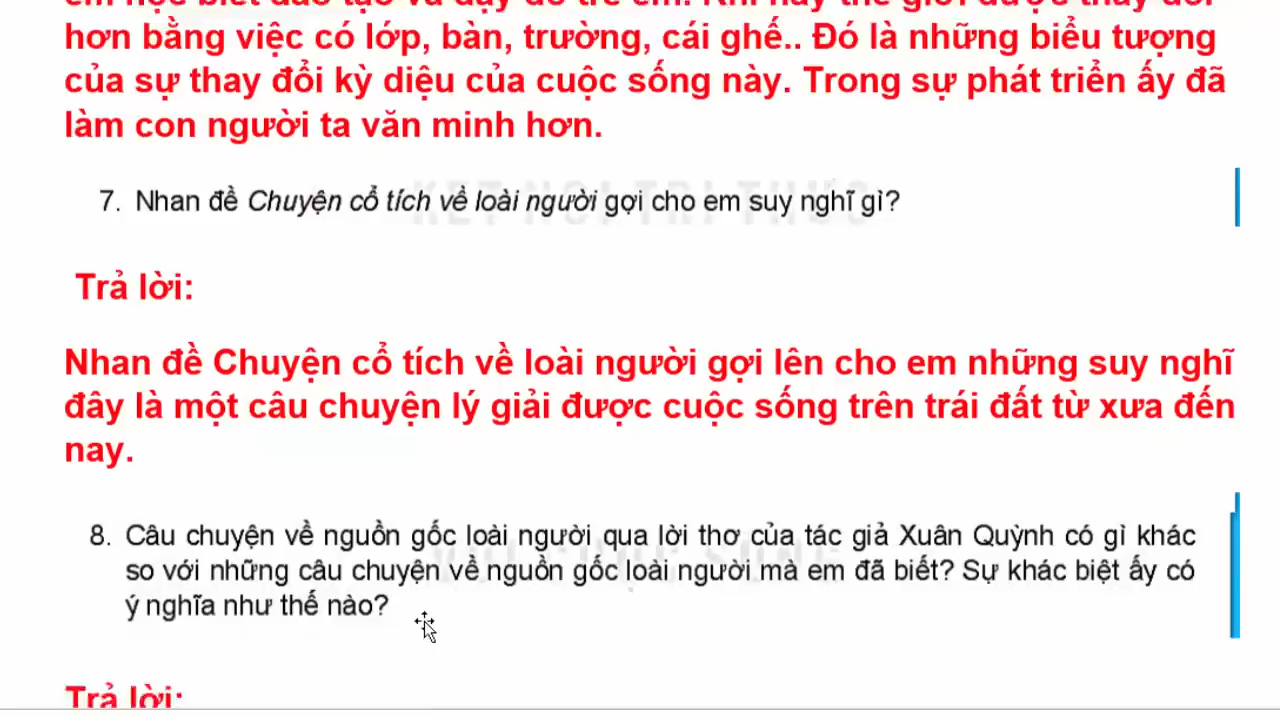 hơn bằng việc có lớp, bàn, trường, cái ghế.. Đó là những biểu tượng
của sự thay đổi kỳ diệu của cuộc sống này. Trong sự phát triển ấy đã
làm con người ta văn minh hơn.
7. Nhan đề Chuyện cổ tích về loài người gợi cho em suy nghĩ gì?
Trả lời:
Nhan đề Chuyện cổ tích về loài người gợi lên cho em những suy nghĩ
đây là một câu chuyện lý giải được cuộc sống trên trái đất từ xưa đến
nay.
8. Câu chuyện về nguồn gốc loài người qua lời thơ của tác giả Xuân Quỳnh có gì khác
so với những câu chuyện về nguồn gốc loài người mà em đã biết? Sự khác biệt ấy có
ý nghĩa như thế nào?
Trả lời: